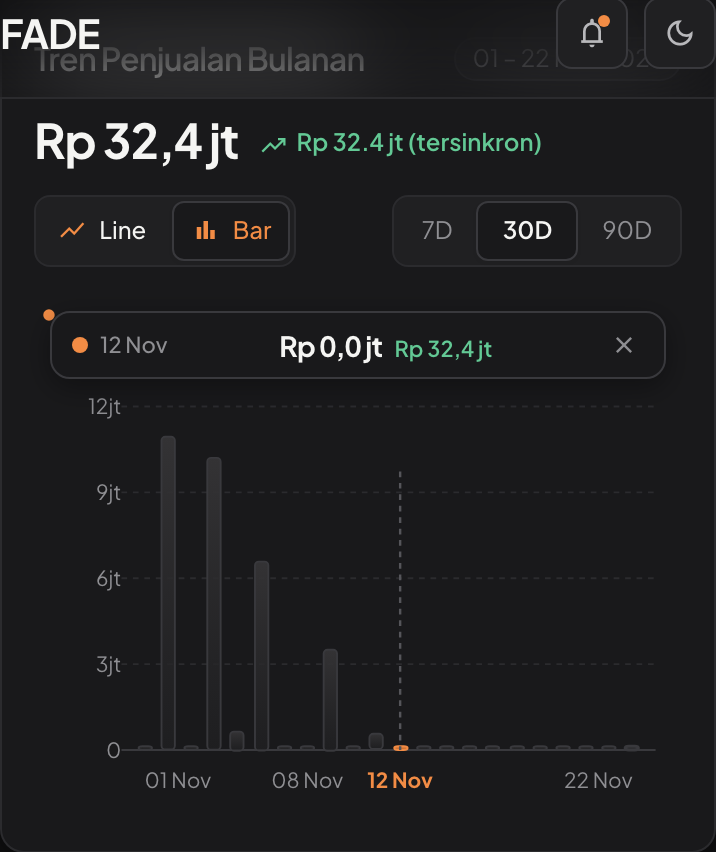 FADE
Tren Penjualan Bulanan
01 – 22
Rp 32,4 jt
Rp 32.4 jt (tersinkron)
Line
Bar
7D
30D
90D
12 Nov
Rp 0,0 jt
Rp 32,4 jt
12jt
9jt
6jt
3jt
0
01 Nov
08 Nov
12 Nov
22 Nov